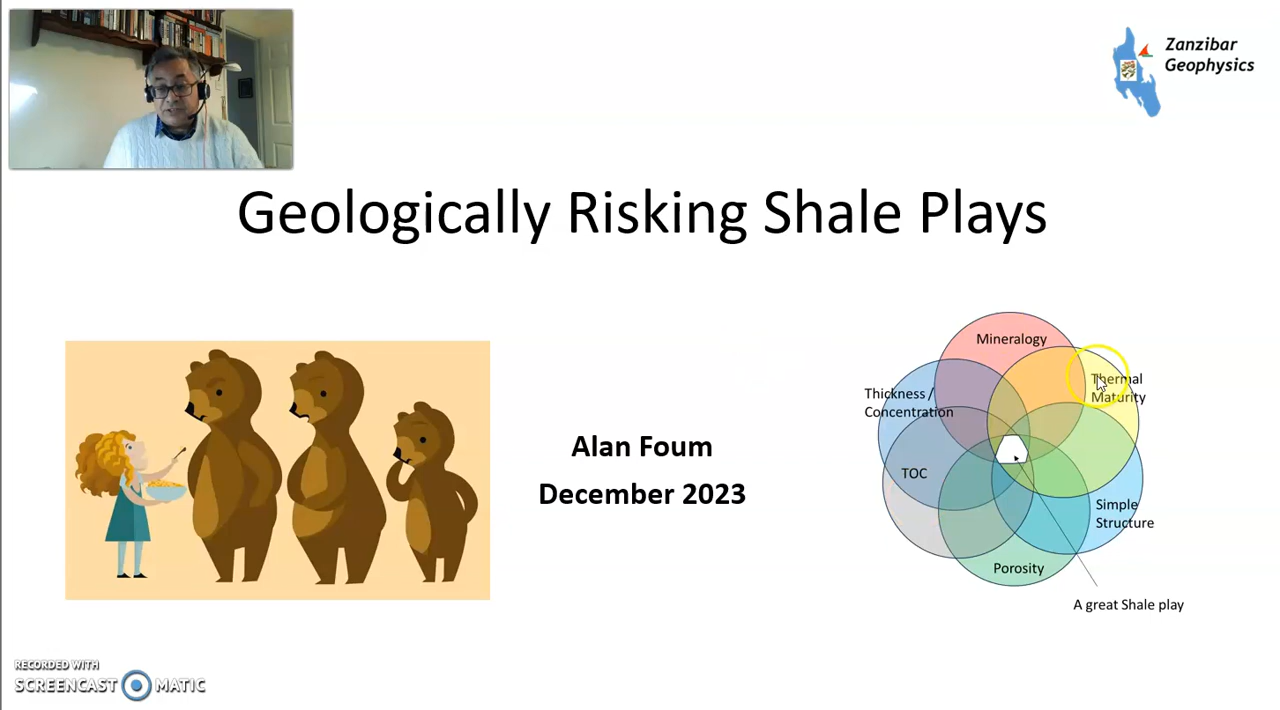 Zanzibar
Geophysics
Geologically Risking Shale Plays
Alan Foum
December 2023
Mineralogy
Thermal
Maturity
Thickness /
Concentration
TOC
Simple
Structure
Porosity
A great Shale play
RECORDED WITH
SCREENCAST MATIC